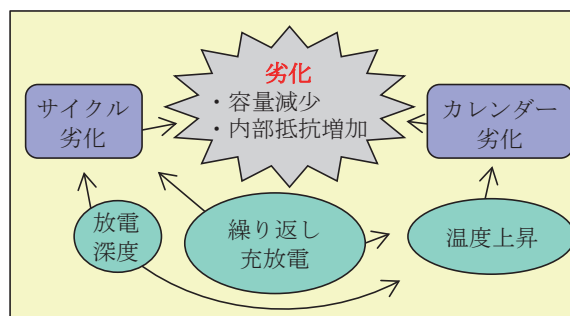 劣化
・容量減少
・内部抵抗増加
サイクル
劣化
カレンダー
劣化
放電
深度
繰り返し
充放電
温度上昇